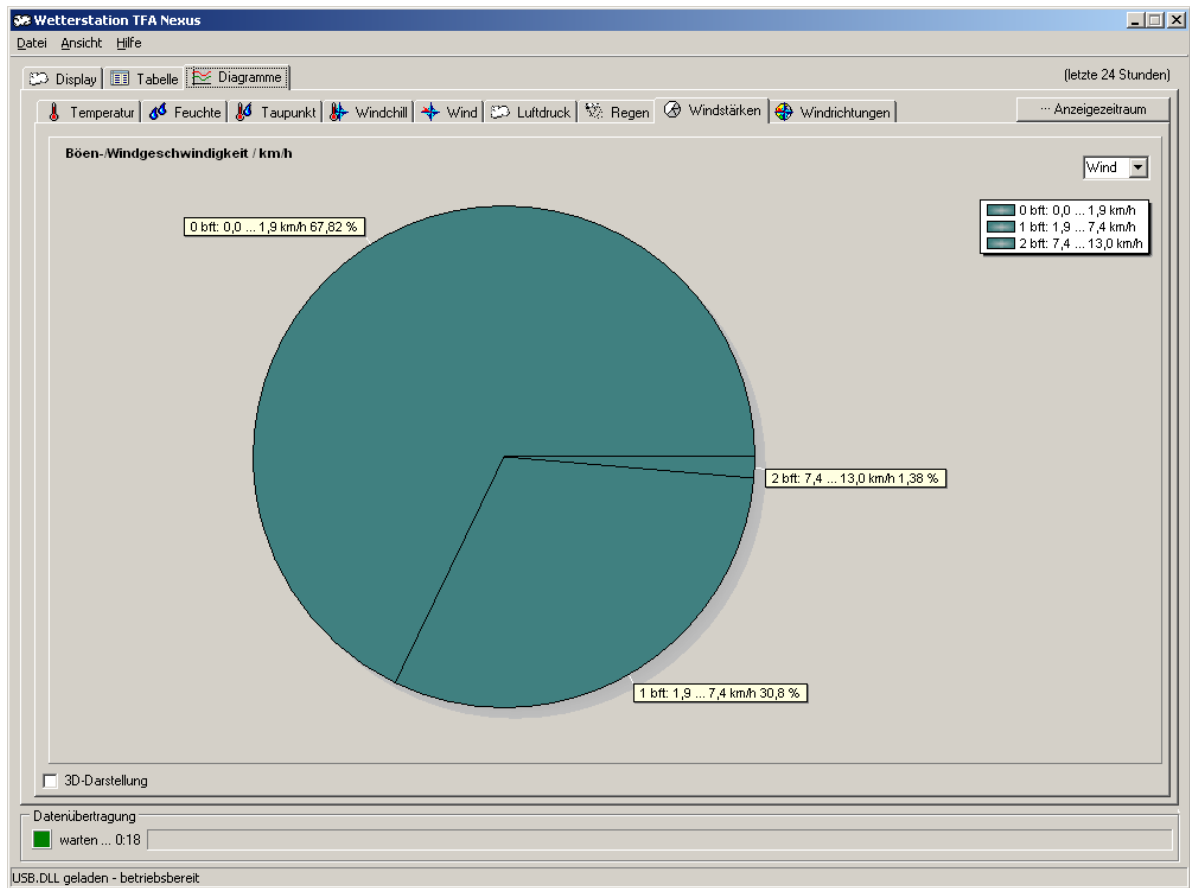 Wetterstation TFA Nexus
Datei Ansicht Hilfe
Display Tabelle Diagramme
(letzte 24 Stunden)
Temperatur Feuchte Taupunkt Windchill Wind Luftdruck Regen Windstärken Windrichtungen
... Anzeigezeitraum
Böen-/Windgeschwindigkeit / km/h
Wind
0 bft: 0,0 ... 1,9 km/h
1 bft: 1,9 ... 7,4 km/h
2 bft: 7,4 ... 13,0 km/h
0 bft: 0,0 ... 1,9 km/h 67,82 %
2 bft: 7,4 ... 13,0 km/h 1,38 %
1 bft: 1,9 ... 7,4 km/h 30,8 %
3D-Darstellung
Datenübertragung
warten ... 0:18
USB.DLL geladen - betriebsbereit